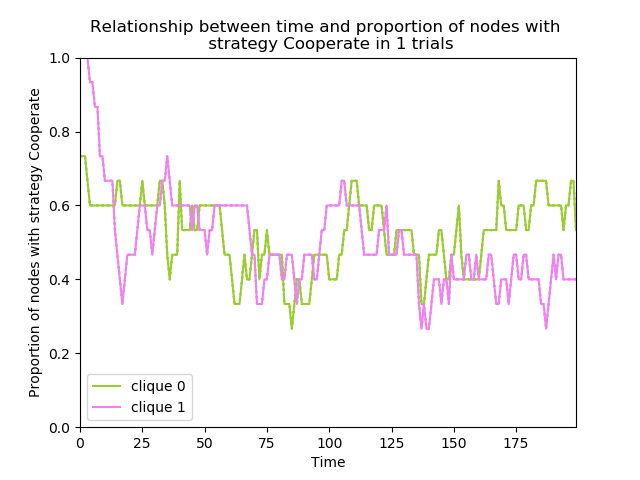 Relationship between time and proportion of nodes with
strategy Cooperate in 1 trials
Proportion of nodes with strategy Cooperate
1.0
0.8
0.6
0.4
0.2
0.0
clique 0
clique 1
0 25 50 75 100 125 150 175
Time